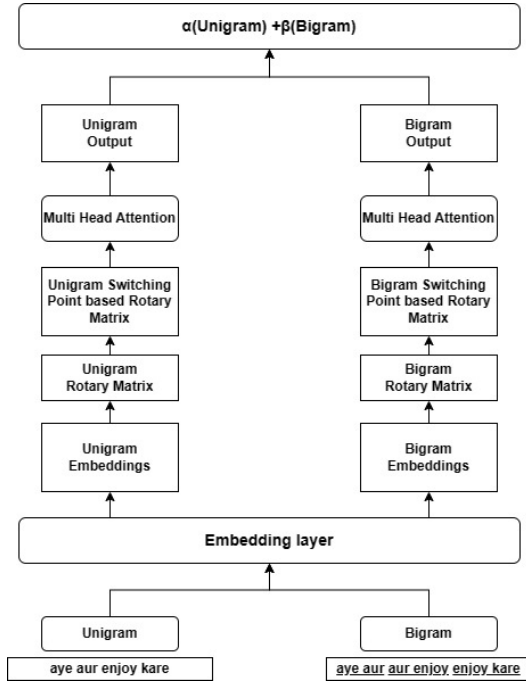 α(Unigram) +β(Bigram)
Unigram
Output
Bigram
Output
Multi Head Attention
Multi Head Attention
Unigram Switching
Point based Rotary
Matrix
Bigram Switching
Point based Rotary
Matrix
Unigram
Rotary Matrix
Bigram
Rotary Matrix
Unigram
Embeddings
Bigram
Embeddings
Embedding layer
Unigram
Bigram
aye aur enjoy kare
aye aur aur enjoy enjoy kare